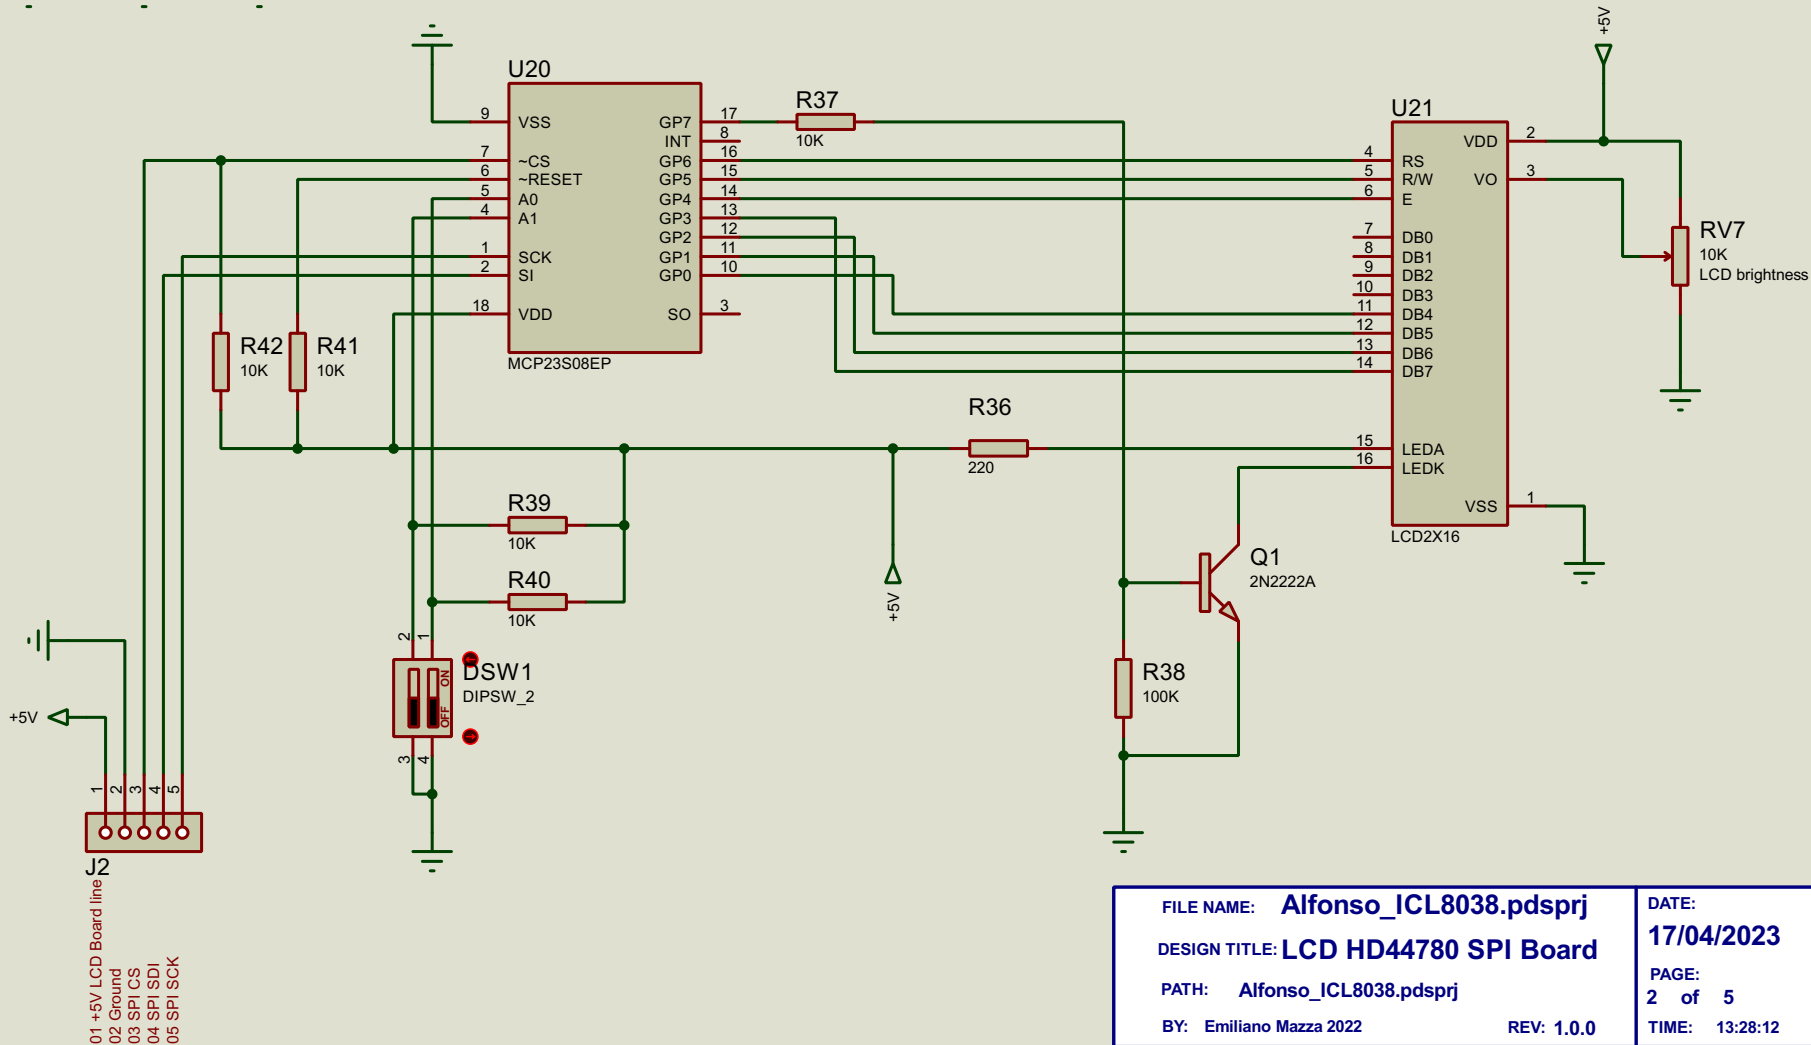 +5V
U20
9 VSS
7 ~CS
6 ~RESET
5 A0
4 A1
1 SCK
2 SI
18 VDD
GP7 17
INT 8
GP6 16
GP5 15
GP4 14
GP3 13
GP2 12
GP1 11
GP0 10
SO 3
MCP23S08EP
R37
10K
U21
VDD 2
VO 3
4 RS
5 R/W
6 E
7 DB0
8 DB1
9 DB2
10 DB3
11 DB4
12 DB5
13 DB6
14 DB7
15 LEDA
16 LEDK
VSS 1
LCD2X16
RV7
10K
LCD brightness
R42
10K
R41
10K
R36
220
R39
10K
R40
10K
+5V
Q1
2N2222A
R38
100K
2 1
ON
OFF
DSW1
DIPSW_2
3 4
+5V
1 2 3 4 5
J2
01 +5V LCD Board line
02 Ground
03 SPI CS
04 SPI SDI
05 SPI SCK
FILE NAME: Alfonso_ICL8038.pdsprj
DESIGN TITLE: LCD HD44780 SPI Board
PATH: Alfonso_ICL8038.pdsprj
BY: Emiliano Mazza 2022 REV: 1.0.0
DATE:
17/04/2023
PAGE:
2 of 5
TIME: 13:28:12